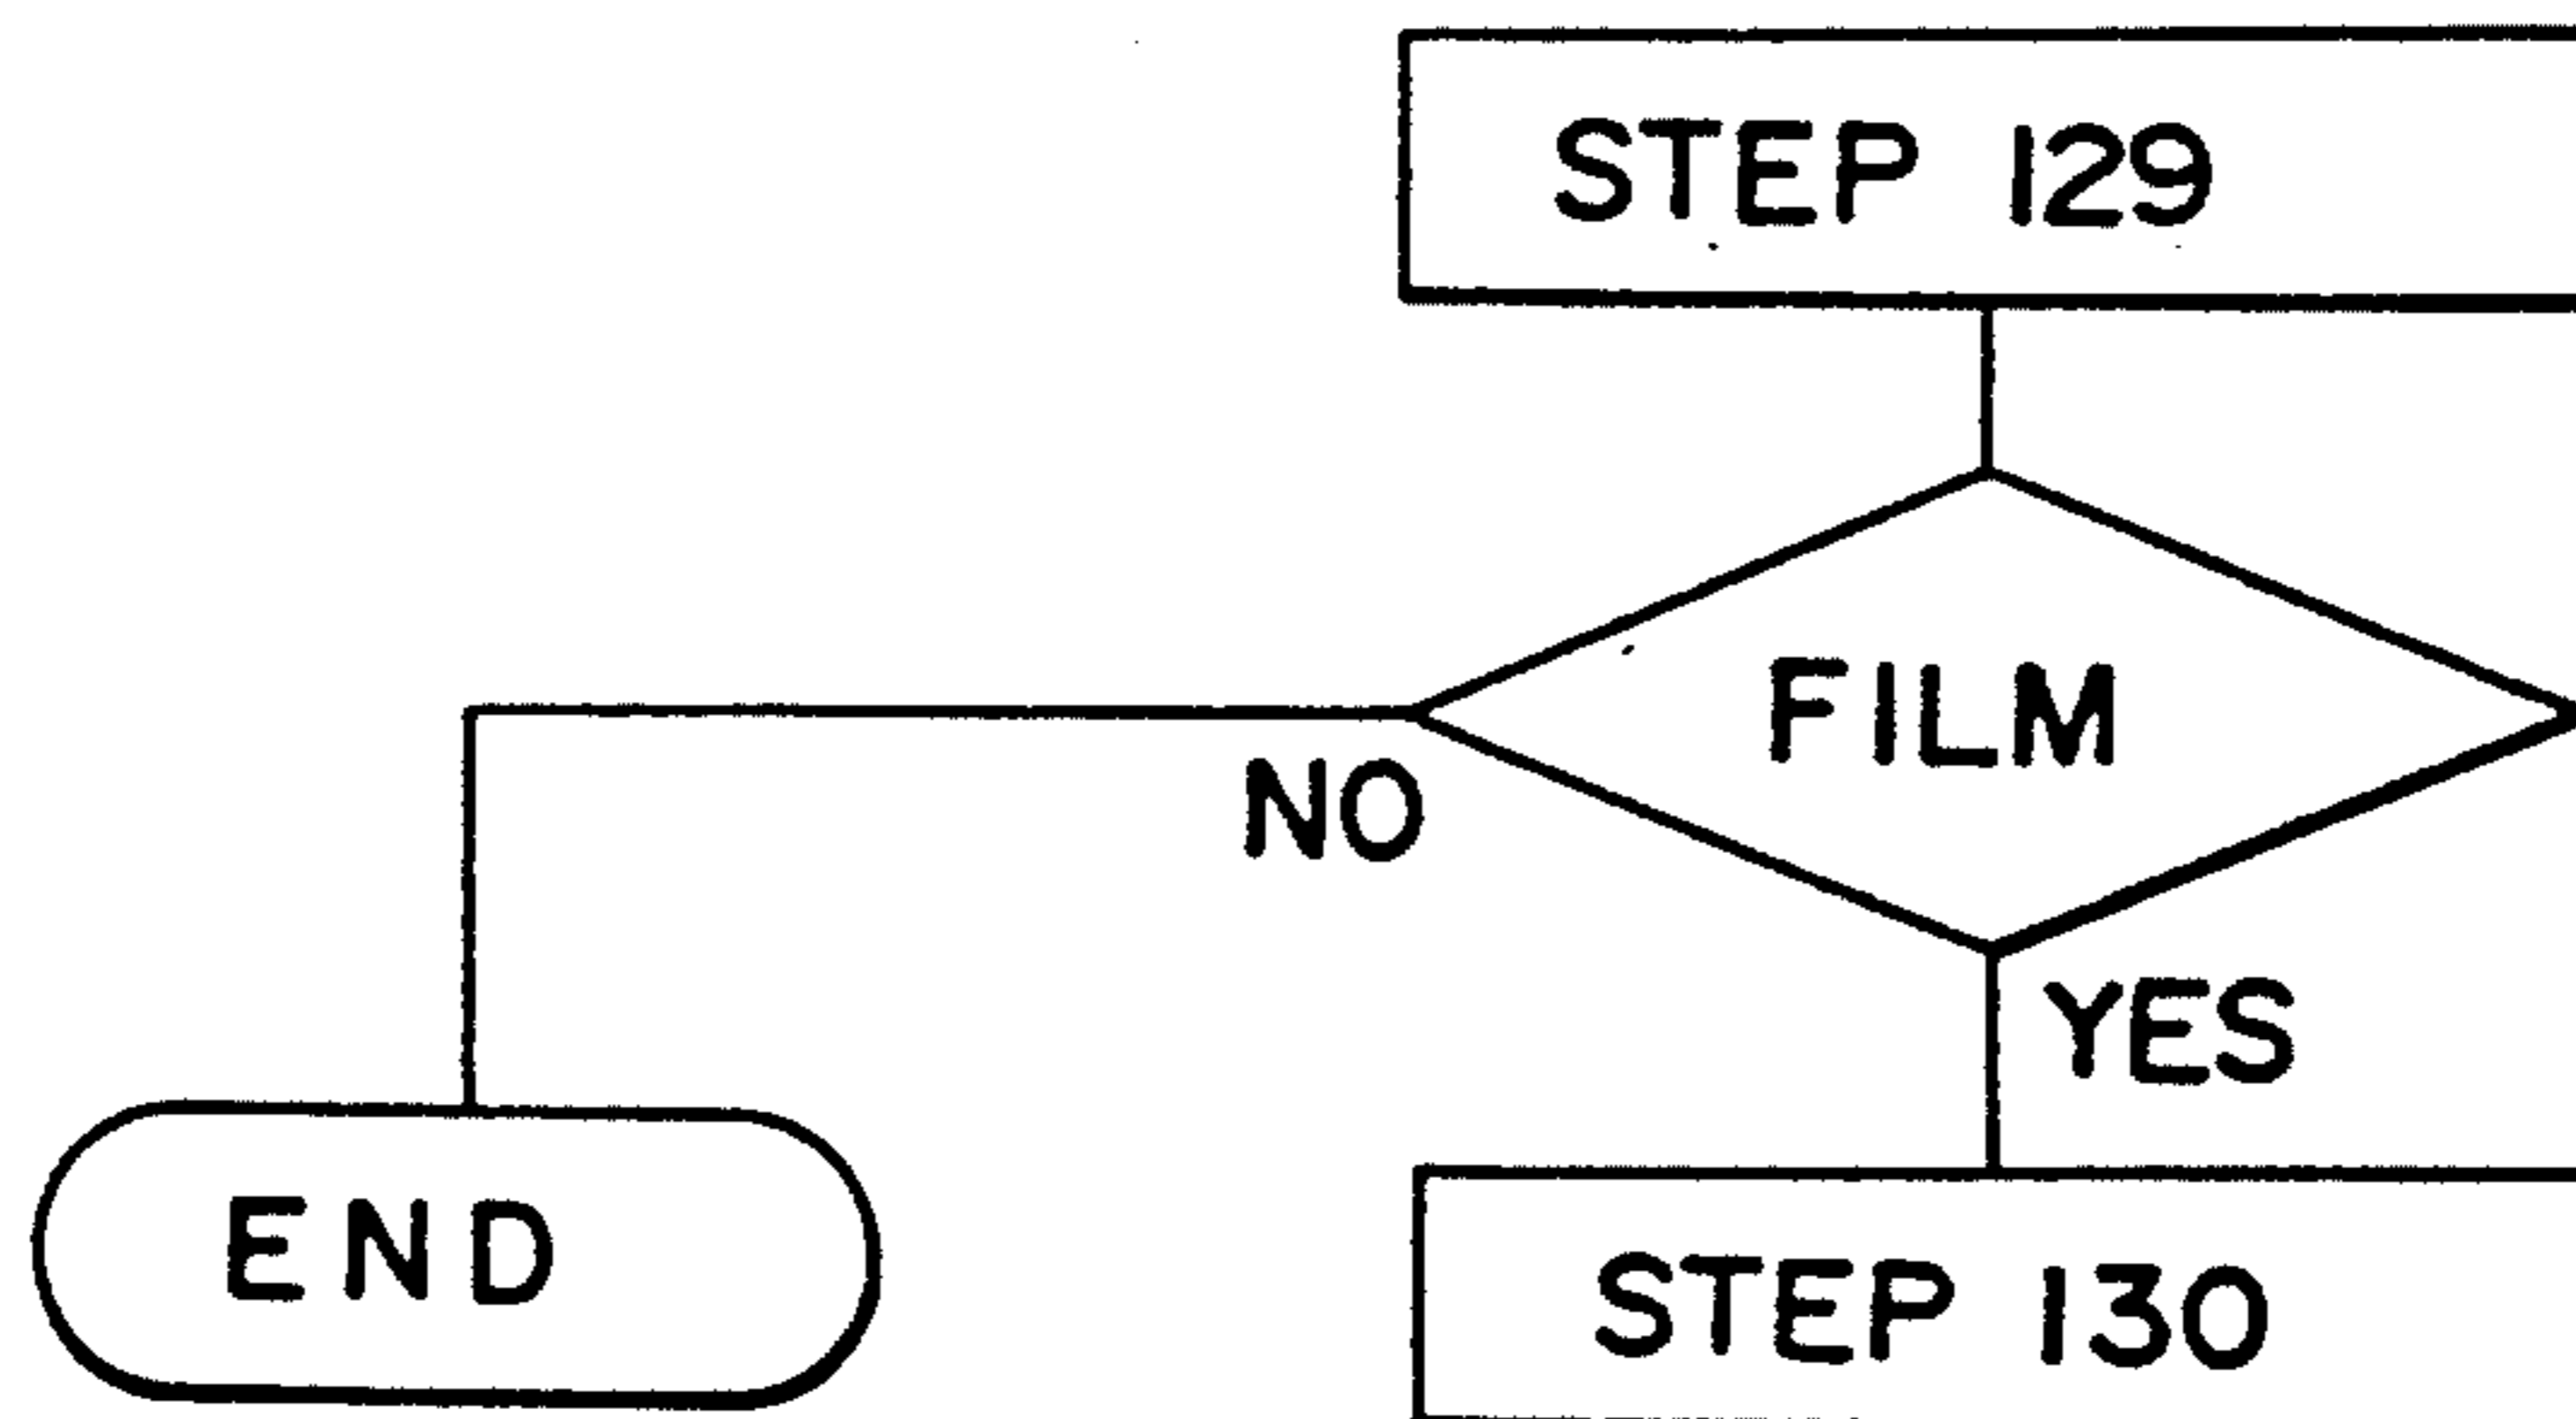 STEP 129
FILM
NO
YES
END
STEP 130